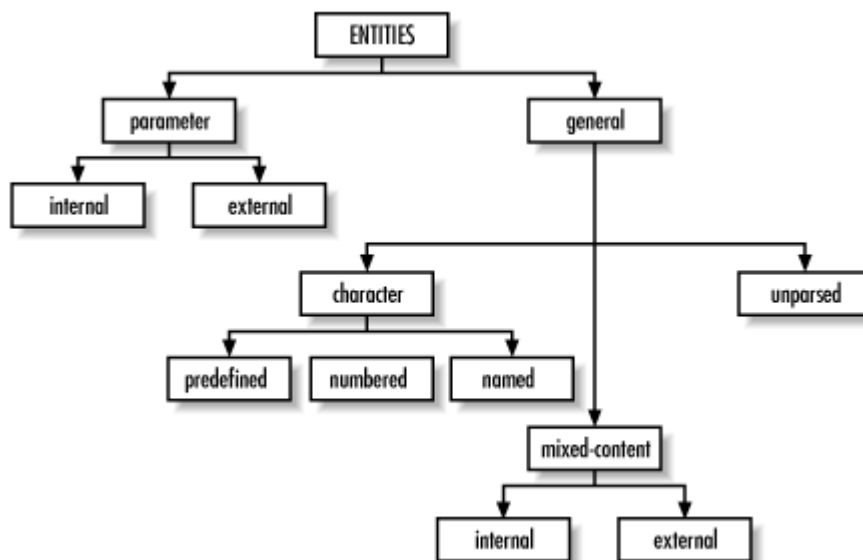 ENTITIES
parameter
general
internal
external
character
unparsed
predefined
numbered
named
mixed-content
internal
external